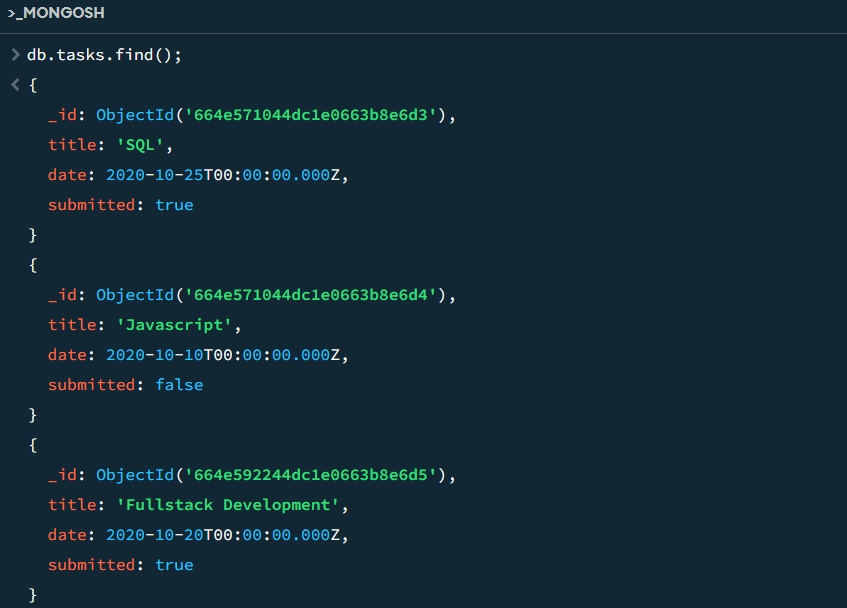 >_MONGOSH
> db.tasks.find();
< {
_id: ObjectId('664e571044dc1e0663b8e6d3'),
title: 'SQL',
date: 2020-10-25T00:00:00.000Z,
submitted: true
}
{
_id: ObjectId('664e571044dc1e0663b8e6d4'),
title: 'Javascript',
date: 2020-10-10T00:00:00.000Z,
submitted: false
}
{
_id: ObjectId('664e592244dc1e0663b8e6d5'),
title: 'Fullstack Development',
date: 2020-10-20T00:00:00.000Z,
submitted: true
}